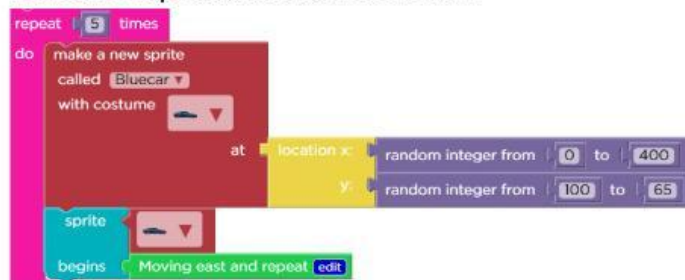 repeat 5 times
do make a new sprite
called Bluecar
with costume
at location x: random integer from 0 to 400
y: random integer from 100 to 65
sprite
begins Moving east and repeat edit